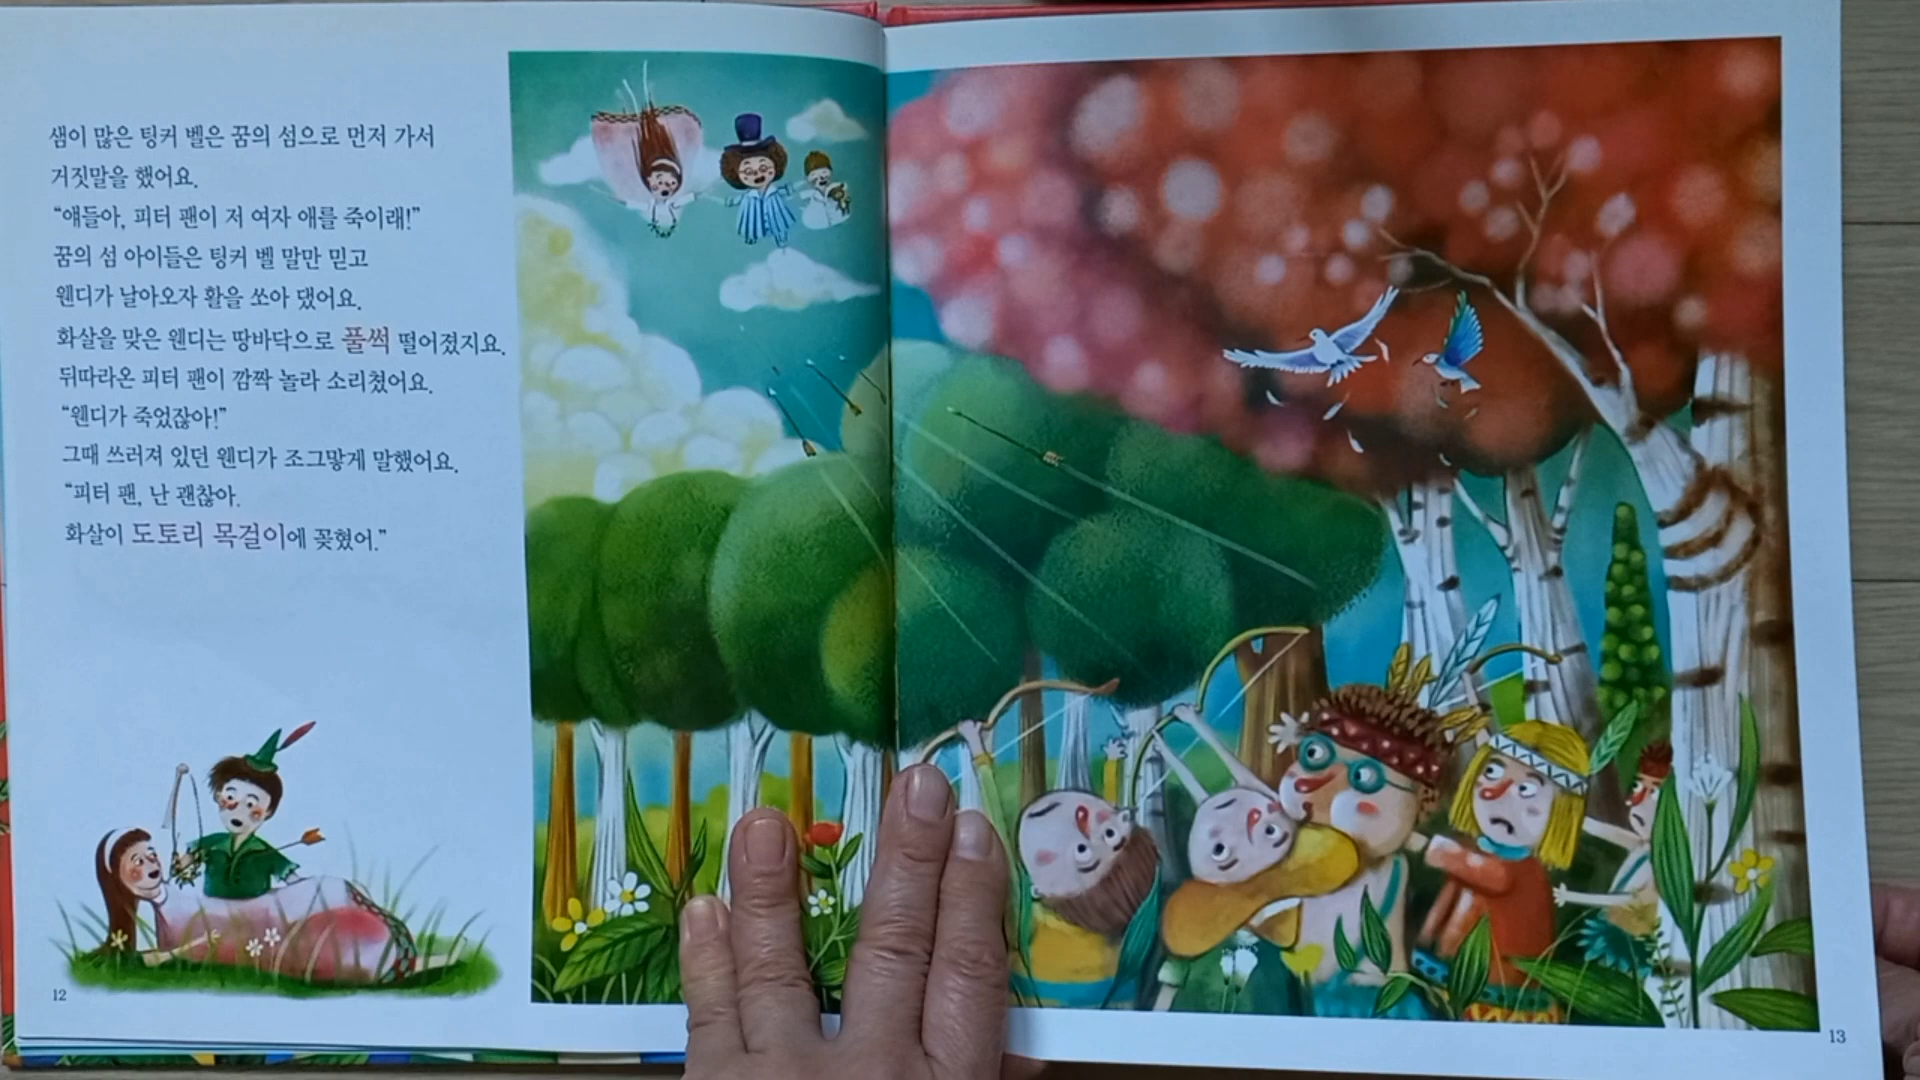 샘이 많은 팅커 벨은 꿈의 섬으로 먼저 가서
거짓말을 했어요.
“얘들아, 피터 팬이 저 여자 애를 죽이래!”
꿈의 섬 아이들은 팅커 벨 말만 믿고
웬디가 날아오자 활을 쏘아 댔어요.
화살을 맞은 웬디는 땅바닥으로 풀썩 떨어졌지요.
뒤따라온 피터 팬이 깜짝 놀라 소리쳤어요.
“웬디가 죽었잖아!”
그때 쓰러져 있던 웬디가 조그맣게 말했어요.
“피터 팬, 난 괜찮아.
화살이 도토리 목걸이에 꽂혔어.”
12
13